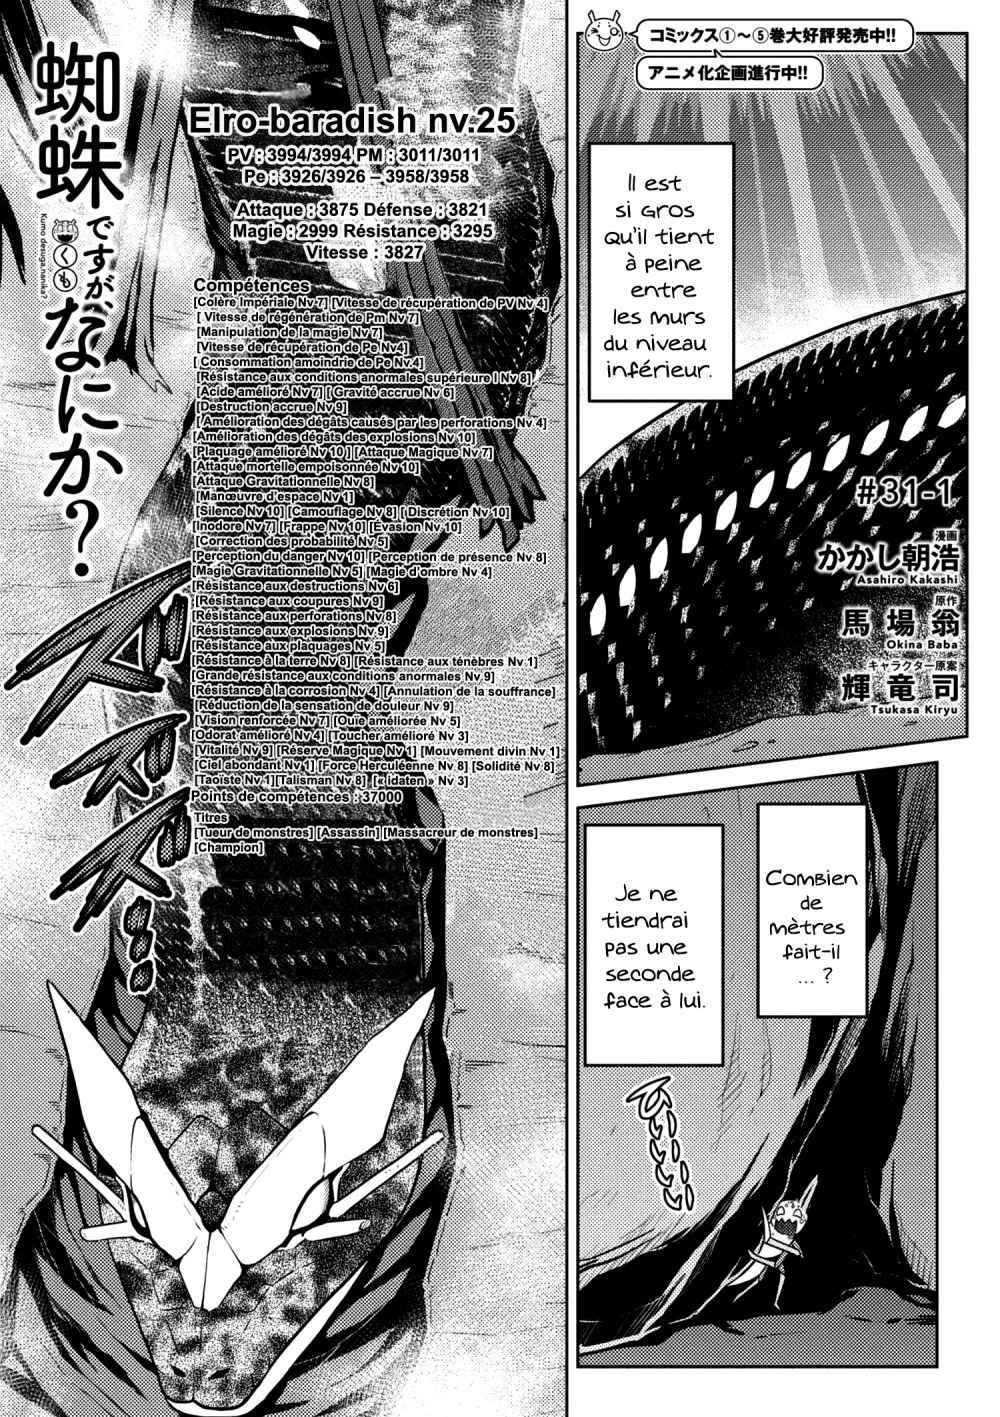 コミックス①～⑤巻大好評発売中!!
アニメ化企画進行中!!
Il est
si gros
qu'il tient
à peine
entre
les murs
du niveau
inférieur.
#31-1
漫画
かかし朝浩
Asahiro Kakashi
原作
馬場翁
Okina Baba
キャラクター原案
輝竜司
Tsukasa Kiryu
Combien
de
mètres
fait-il
... ?
Je ne
tiendrai
pas une
seconde
face à lui.
ひぃぃぃぃ
蜘蛛ですが、なにか?
Kumo desuga, nanika?
Elro-baradish nv.25
PV : 3994/3994 PM : 3011/3011
Pe : 3926/3926 – 3958/3958
Attaque : 3875 Défense : 3821
Magie : 2999 Résistance : 3295
Vitesse : 3827
Compétences
[Colère Impériale Nv 7] [Vitesse de récupération de PV Nv 4]
[ Vitesse de régénération de Pm Nv 7]
[Manipulation de la magie Nv 7]
[Vitesse de récupération de Pe Nv4]
[ Consommation amoindrie de Pe Nv 4]
[Résistance aux conditions anormales supérieure l Nv 8]
[Acide amélioré Nv 7] [Gravité accrue Nv 6]
[Destruction accrue Nv 9]
[ Amélioration des dégâts causés par les perforations Nv 4]
[Amélioration des dégâts des explosions Nv 10]
[Plaquage amélioré Nv 10 ] [Attaque Magique Nv 7]
[Attaque mortelle empoisonnée Nv 10]
[Attaque Gravitationnelle Nv 8]
[Manœuvre d'espace Nv 1]
[Silence Nv 10] [Camouflage Nv 8] [ Discrétion Nv 10]
[Inodore Nv 7] [Frappe Nv 10] [Évasion Nv 10]
[Correction des probabilité Nv 5]
[Perception du danger Nv 10] [Perception de présence Nv 8]
[Magie Gravitationnelle Nv 5] [Magie d'ombre Nv 4]
[Résistance aux destructions Nv 6]
[Résistance aux coupures Nv 9]
[Résistance aux perforations Nv 8]
[Résistance aux explosions Nv 9]
[Résistance aux plaquages Nv 5]
[Résistance à la terre Nv 8] [Résistance aux ténèbres Nv 1]
Grande résistance aux conditions anormales Nv 9]
[Résistance à la corrosion Nv 4] [Annulation de la souffrance]
[Réduction de la sensation de douleur Nv 9]
[Vision renforcée Nv 7] [Ouïe améliorée Nv 5]
[Odorat amélioré Nv 4] [Toucher amélioré Nv 3]
[Vitalité Nv 9] [Réserve Magique Nv 1] [Mouvement divin Nv 1]
[Ciel abondant Nv 1] [Force Herculéenne Nv 8] [Solidité Nv 8]
[Taoïste Nv 1][Talisman Nv 8] [« Idaten » Nv 3]
Points de compétences : 37000
Titres
[Tueur de monstres] [Assassin] [Massacreur de monstres]
[Champion]
ズズズ…